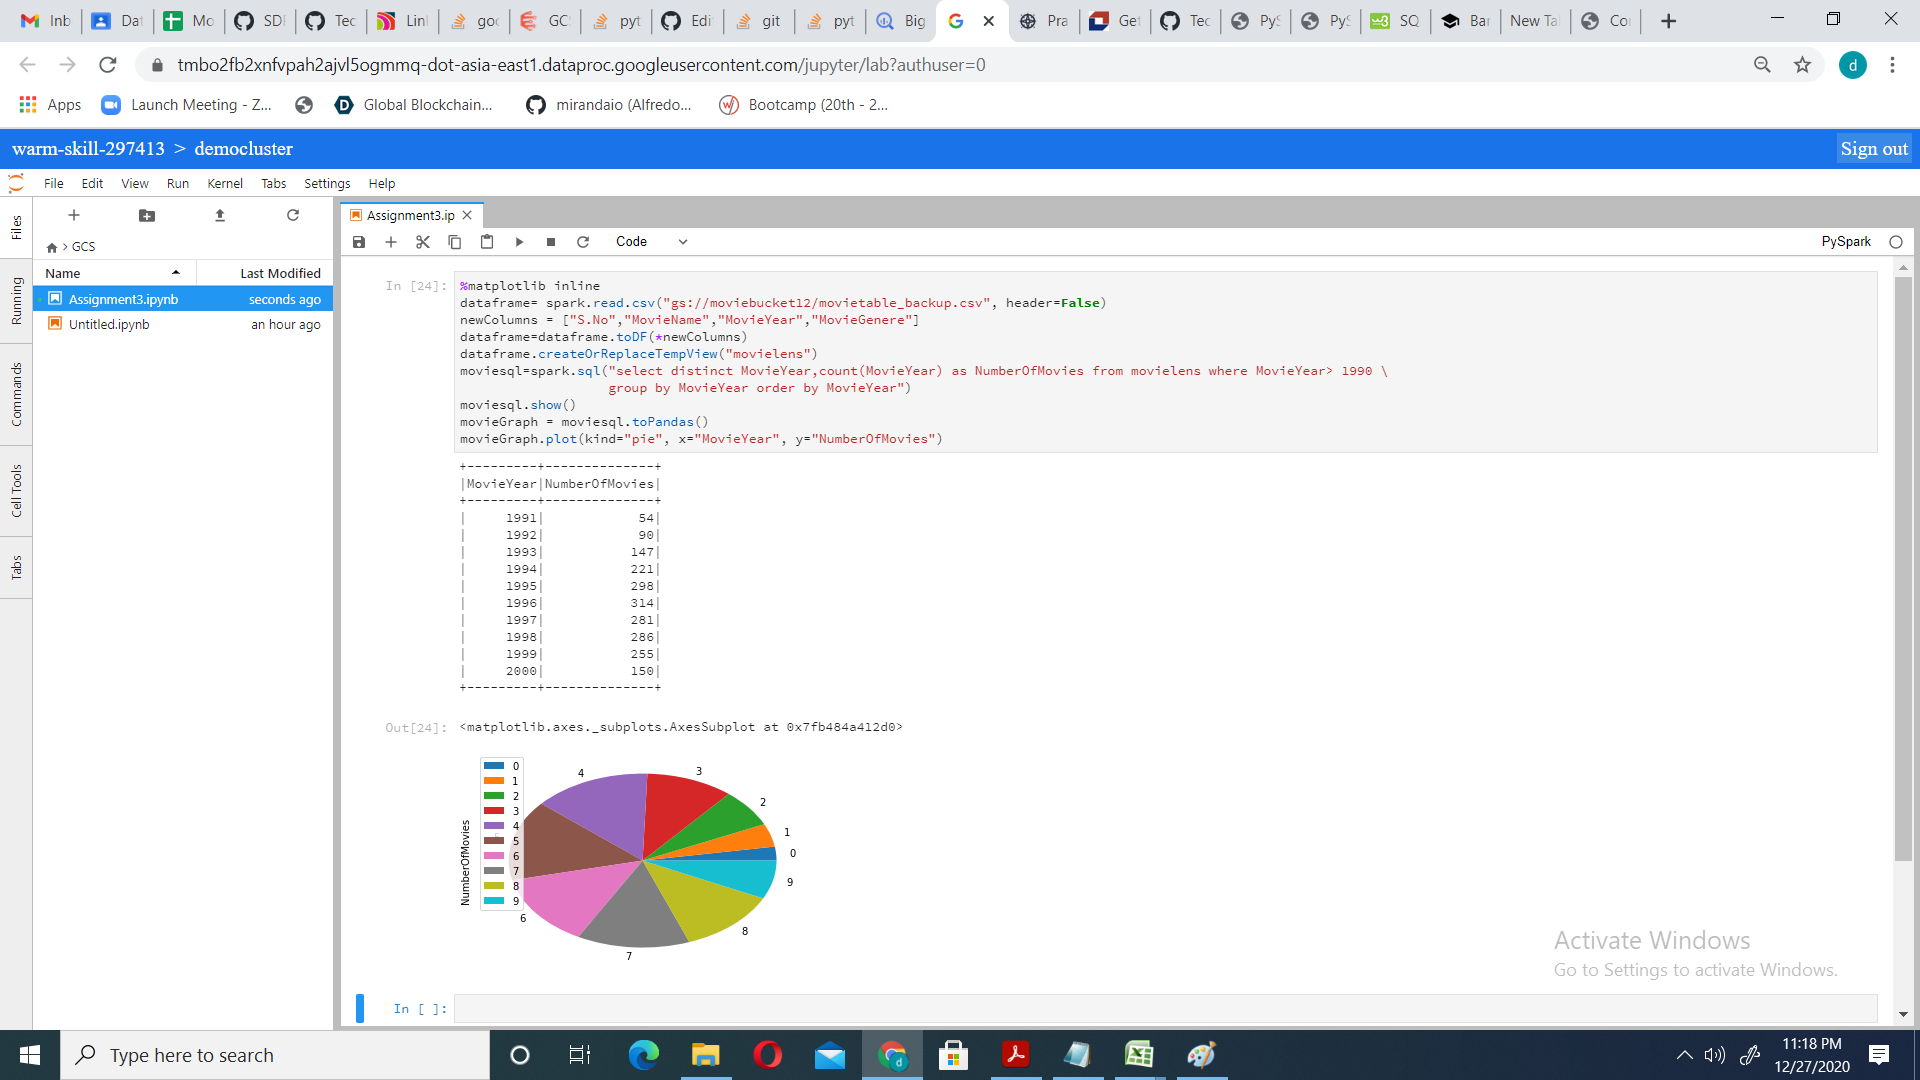 Inb
Dat
Mo
SDI
Tec
Linl
goo
GC
pyt
Edi
git
pyt
Big
Pra
Get
Tec
PyS
PyS
SQ
Bar
New Ta
Cor
tmbo2fb2xnfvpah2ajvl5ogmmq-dot-asia-east1.dataproc.googleusercontent.com/jupyter/lab?authuser=0
d
Apps
Launch Meeting - Z...
Global Blockchain...
mirandaio (Alfredo...
Bootcamp (20th - 2...
warm-skill-297413 > democluster
Sign out
File Edit View Run Kernel Tabs Settings Help
Files
Running
Commands
Cell Tools
Tabs
> GCS
Name Last Modified
Assignment3.ipynb seconds ago
Untitled.ipynb an hour ago
Assignment3.ip
Code
PySpark
In [24]:
%matplotlib inline
dataframe= spark.read.csv("gs://moviebucket12/movietable_backup.csv", header=False)
newColumns = ["S.No","MovieName","MovieYear","MovieGenere"]
dataframe=dataframe.toDF(*newColumns)
dataframe.createOrReplaceTempView("movielens")
moviesql=spark.sql("select distinct MovieYear,count(MovieYear) as NumberOfMovies from movielens where MovieYear> 1990 \
group by MovieYear order by MovieYear")
moviesql.show()
movieGraph = moviesql.toPandas()
movieGraph.plot(kind="pie", x="MovieYear", y="NumberOfMovies")
+---------+--------------+
|MovieYear|NumberOfMovies|
+---------+--------------+
|     1991|            54|
|     1992|            90|
|     1993|           147|
|     1994|           221|
|     1995|           298|
|     1996|           314|
|     1997|           281|
|     1998|           286|
|     1999|           255|
|     2000|           150|
+---------+--------------+
Out[24]: <matplotlib.axes._subplots.AxesSubplot at 0x7fb484a412d0>
NumberOfMovies
0
1
2
3
4
5
6
7
8
9
4
3
2
1
0
9
8
7
6
Activate Windows
Go to Settings to activate Windows.
In [ ]:
Type here to search
d
11:18 PM
12/27/2020